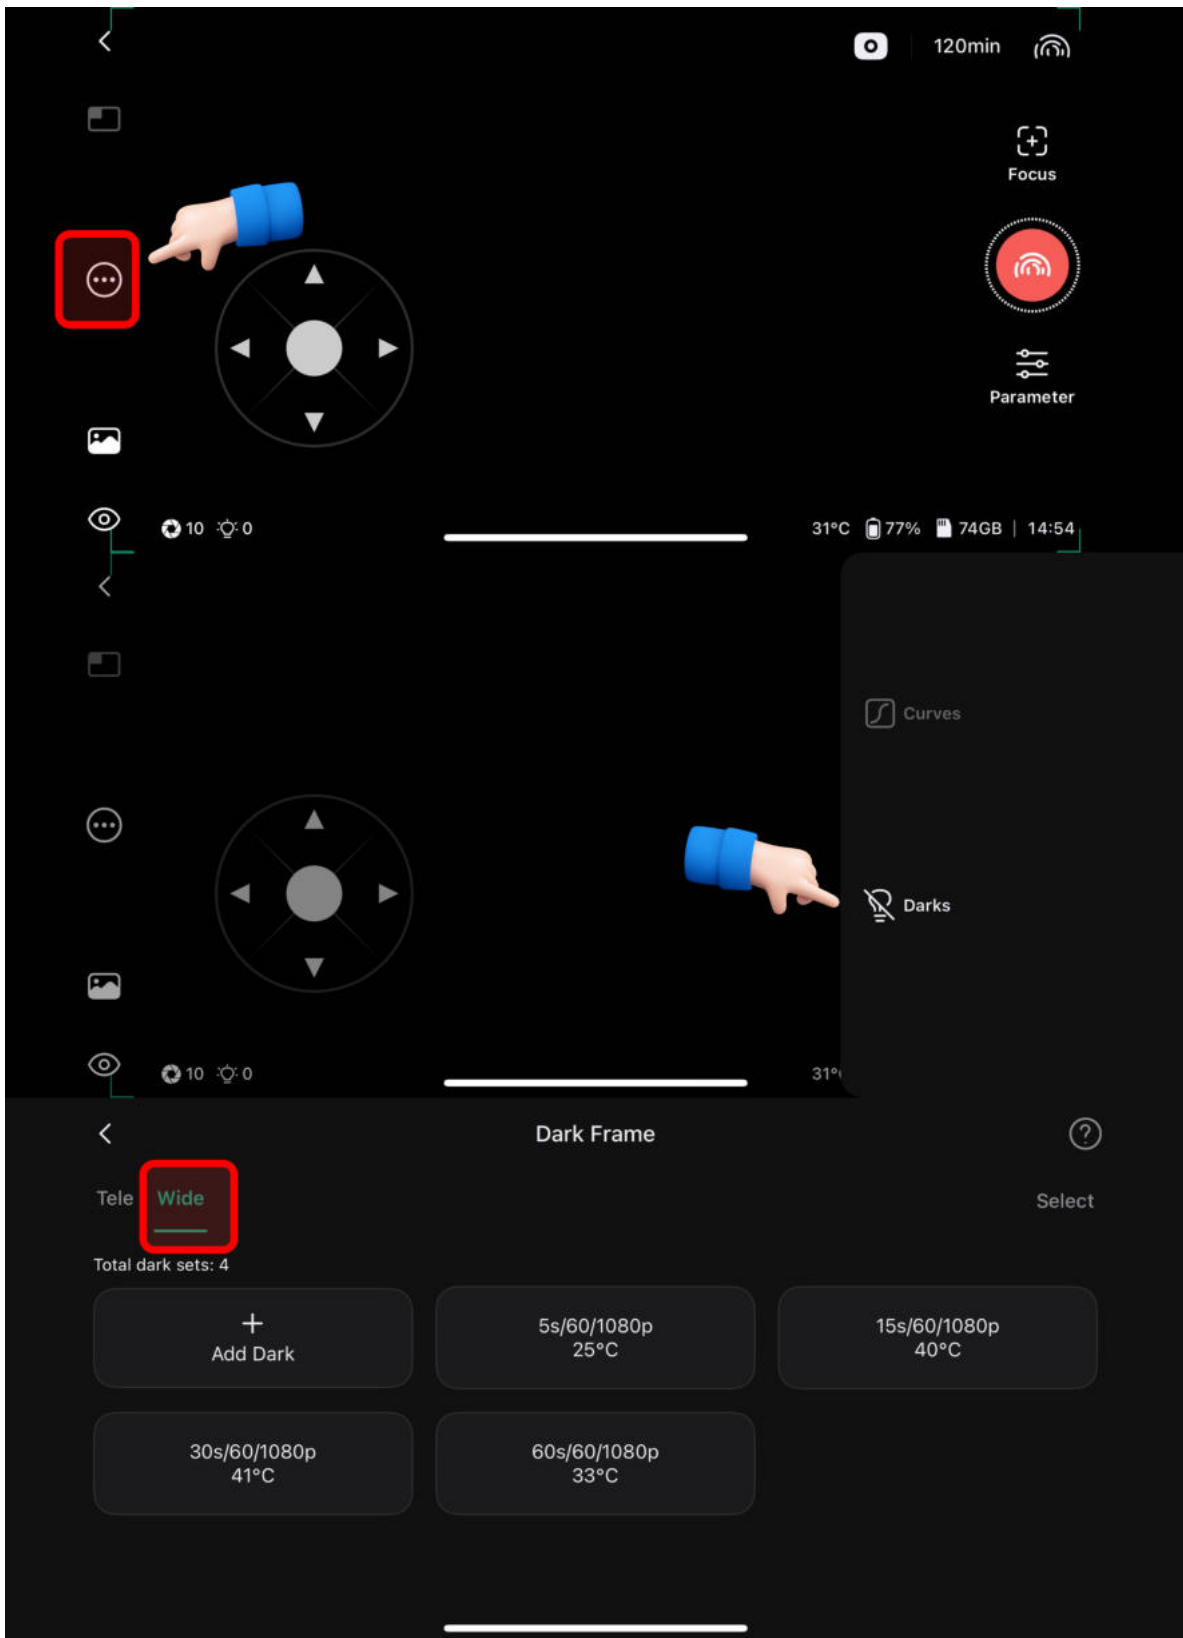 120min
Focus
Parameter
10 0
31°C 77% 74GB | 14:54
Curves
Darks
10 0
31°
Dark Frame
Tele Wide
Select
Total dark sets: 4
+
Add Dark
5s/60/1080p
25°C
15s/60/1080p
40°C
30s/60/1080p
41°C
60s/60/1080p
33°C